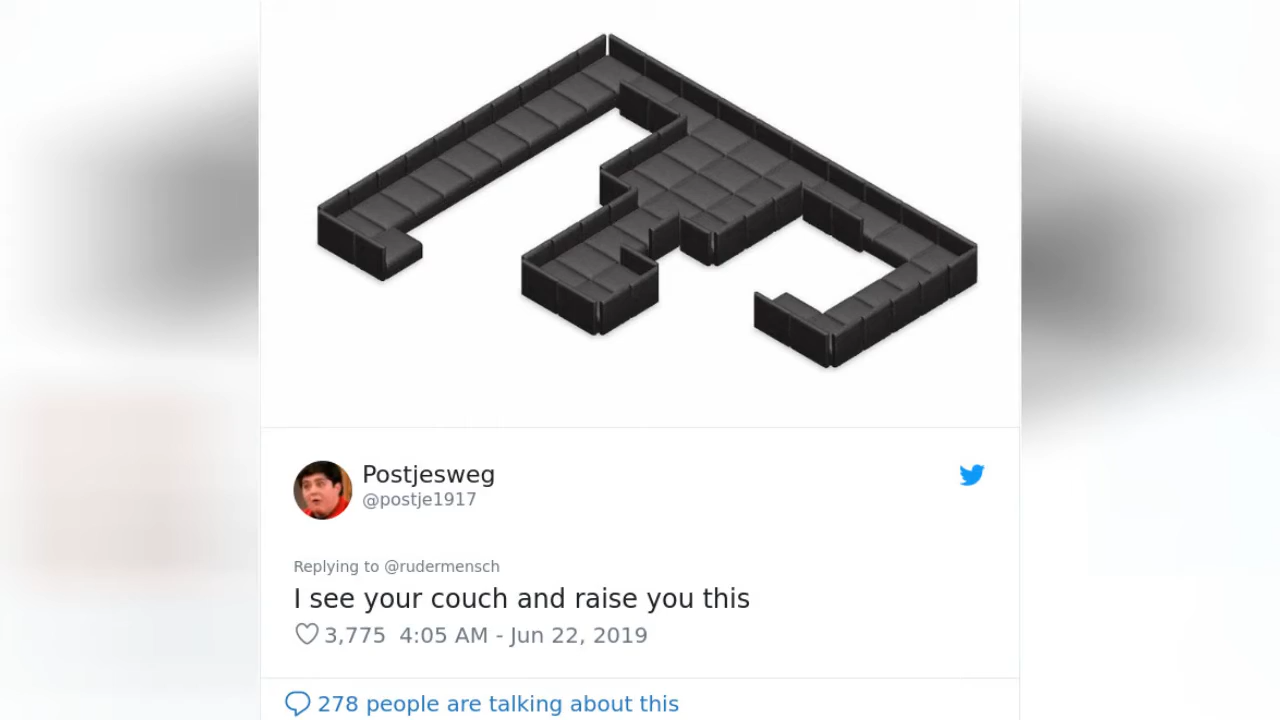 Postjesweg
@postje1917
Replying to @rudermensch
I see your couch and raise you this
3,775 4:05 AM - Jun 22, 2019
278 people are talking about this